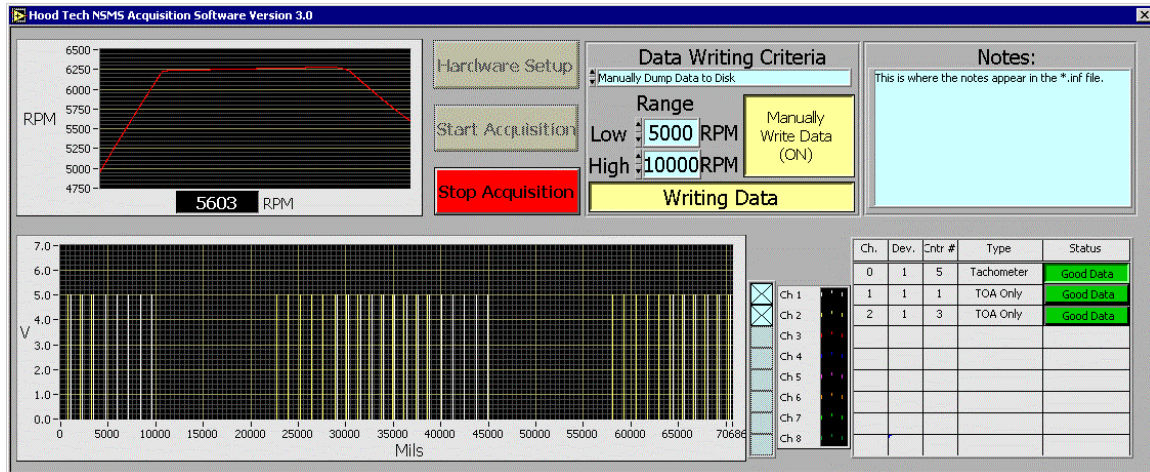 Hood Tech NSMS Acquisition Software Version 3.0
6500
6250
6000
5750
5500
5250
5000
4750
RPM
5603 RPM
Hardware Setup
Start Acquisition
Stop Acquisition
Data Writing Criteria
Manually Dump Data to Disk
Range
Low 5000 RPM
High 10000 RPM
Manually
Write Data
(ON)
Writing Data
Notes:
This is where the notes appear in the *.inf file.
7.0
6.0
5.0
4.0
3.0
2.0
1.0
0.0
V
0 5000 10000 15000 20000 25000 30000 35000 40000 45000 50000 55000 60000 65000 70686
Mils
Ch 1
Ch 2
Ch 3
Ch 4
Ch 5
Ch 6
Ch 7
Ch 8
Ch. Dev. Cntr # Type Status
0 1 5 Tachometer Good Data
1 1 1 TOA Only Good Data
2 1 3 TOA Only Good Data